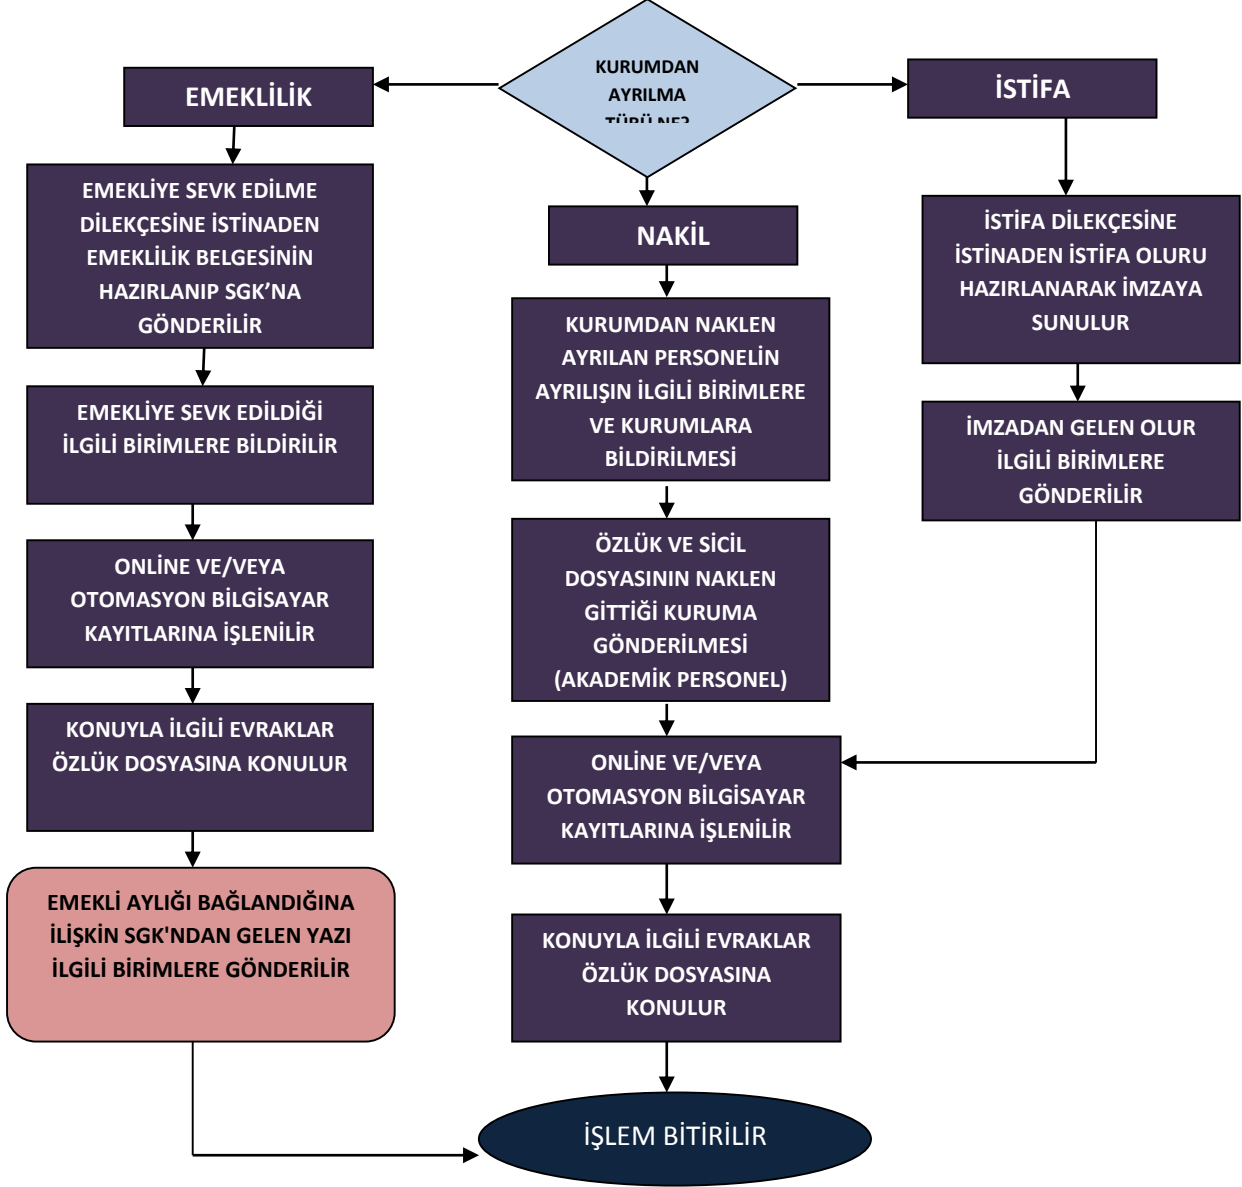 KURUMDAN
AYRILMA
TÜRÜ NE?
EMEKLİLİK
EMEKLİYE SEVK EDİLME
DİLEKÇESİNE İSTİNADEN
EMEKLİLİK BELGESİNİN
HAZIRLANIP SGK’NA
GÖNDERİLİR
EMEKLİYE SEVK EDİLDİĞİ
İLGİLİ BİRİMLERE BİLDİRİLİR
ONLİNE VE/VEYA
OTOMASYON BİLGİSAYAR
KAYITLARINA İŞLENİLİR
KONUYLA İLGİLİ EVRAKLAR
ÖZLÜK DOSYASINA KONULUR
EMEKLİ AYLIĞI BAĞLANDIĞINA
İLİŞKİN SGK'NDAN GELEN YAZI
İLGİLİ BİRİMLERE GÖNDERİLİR
NAKİL
KURUMDAN NAKLEN
AYRILAN PERSONELİN
AYRILIŞIN İLGİLİ BİRİMLERE
VE KURUMLARA
BİLDİRİLMESİ
ÖZLÜK VE SİCİL
DOSYASININ NAKLEN
GİTTİĞİ KURUMA
GÖNDERİLMESİ
(AKADEMİK PERSONEL)
ONLİNE VE/VEYA
OTOMASYON BİLGİSAYAR
KAYITLARINA İŞLENİLİR
KONUYLA İLGİLİ EVRAKLAR
ÖZLÜK DOSYASINA
KONULUR
İSTİFA
İSTİFA DİLEKÇESİNE
İSTİNADEN İSTİFA OLURU
HAZIRLANARAK İMZAYA
SUNULUR
İMZADAN GELEN OLUR
İLGİLİ BİRİMLERE
GÖNDERİLİR
İŞLEM BİTİRİLİR